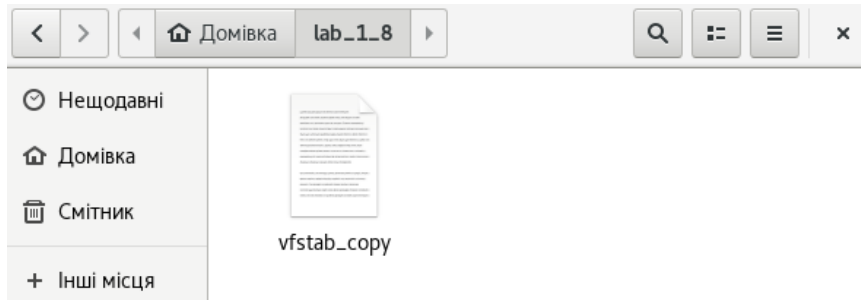 Домівка lab_1_8
Нещодавні
Домівка
Смітник
Інші місця
vfstab_copy